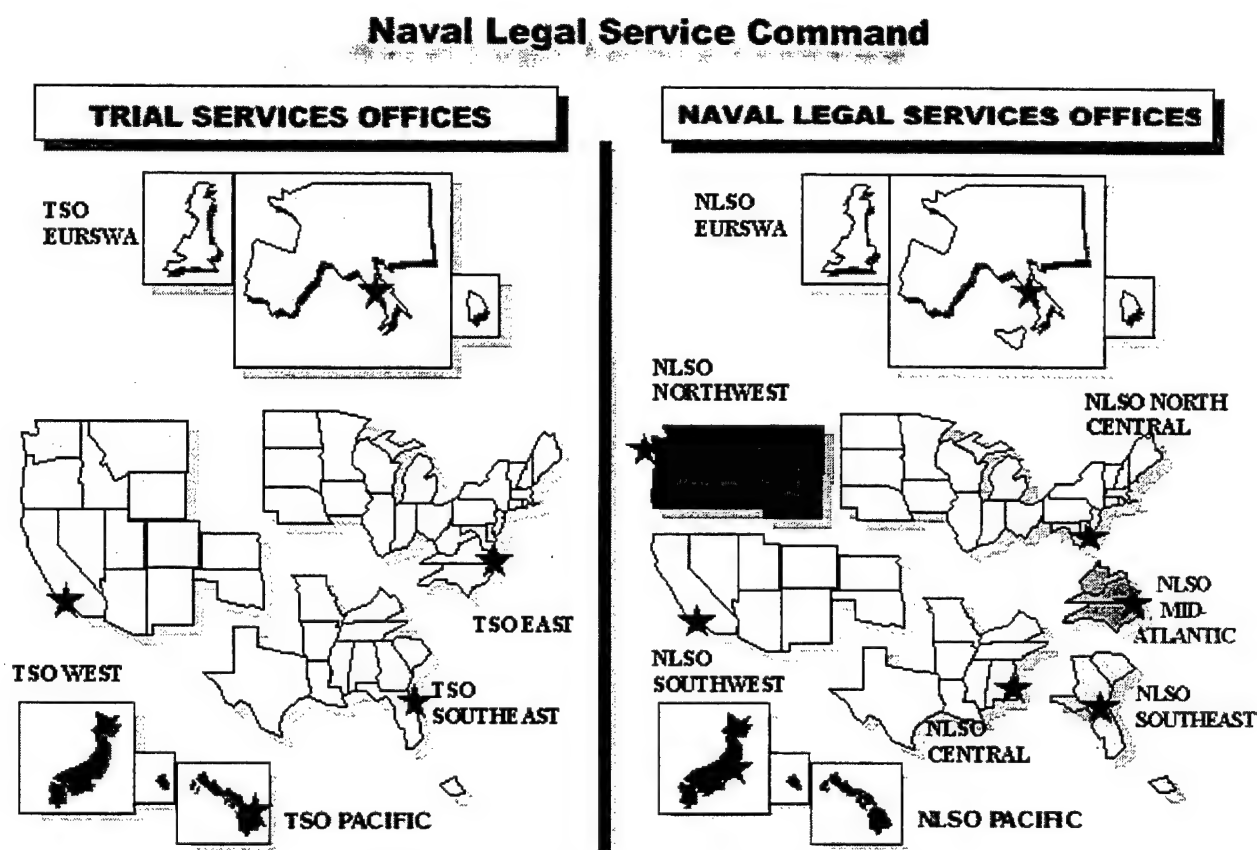 Naval Legal Service Command
TRIAL SERVICES OFFICES
TSO
EURSWA
TSO EAST
TSO WEST
TSO
SOUTHEAST
TSO PACIFIC
NAVAL LEGAL SERVICES OFFICES
NLSO
EURSWA
NLSO
NORTHWEST
NLSO NORTH
CENTRAL
NLSO
MID-
ATLANTIC
NLSO
SOUTHWEST
NLSO
SOUTHEAST
NLSO
CENTRAL
NLSO PACIFIC